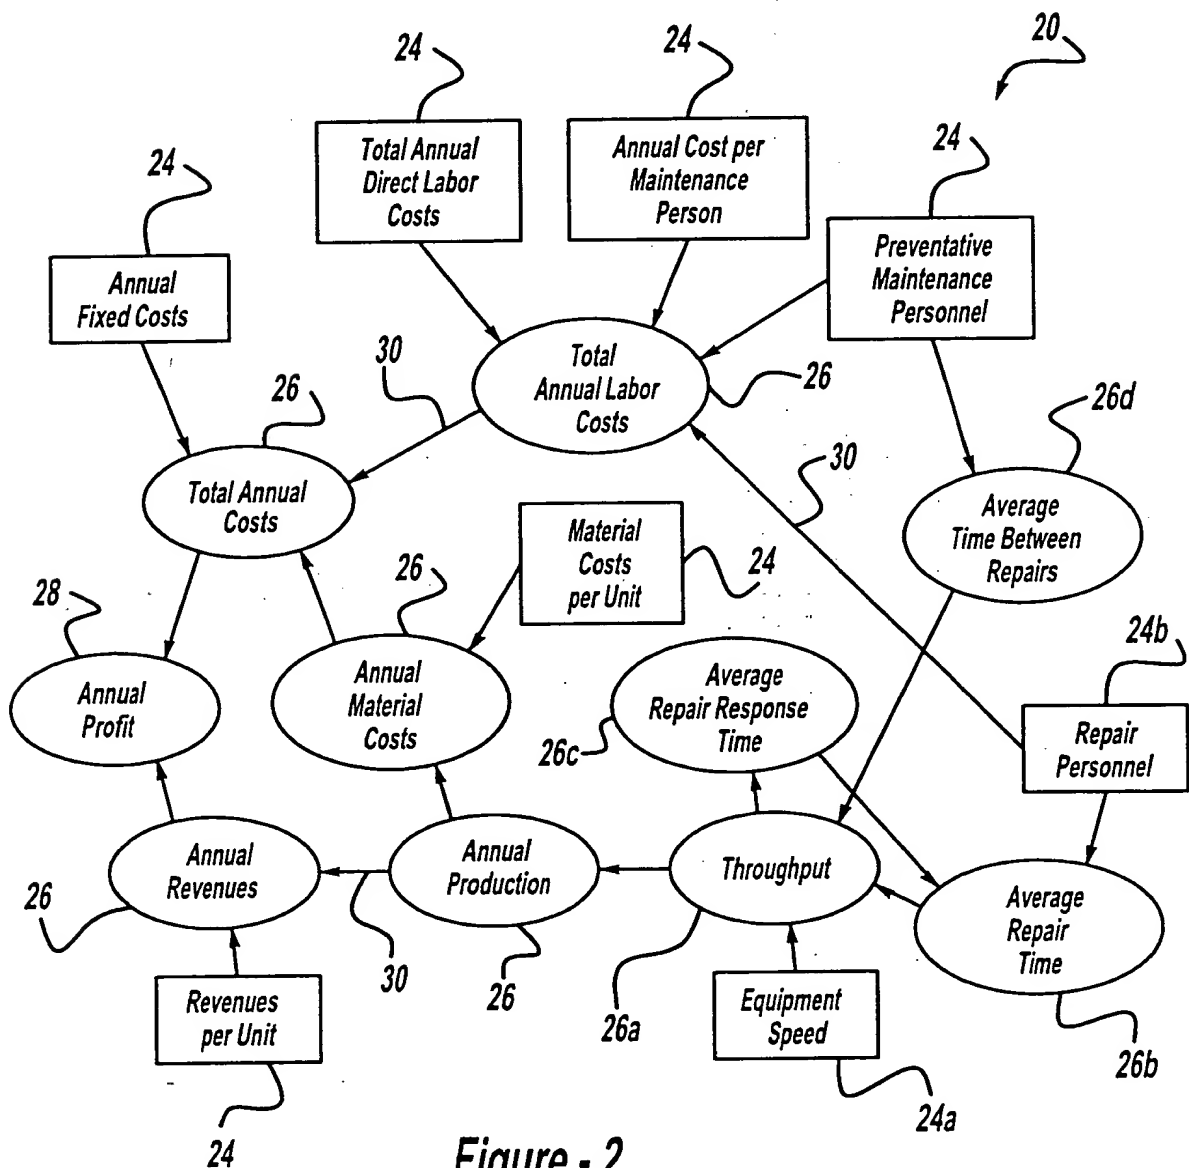 20
24
24
24
24
Total Annual
Direct Labor
Costs
Annual Cost per
Maintenance
Person
Preventative
Maintenance
Personnel
Annual
Fixed Costs
30
26
Total
Annual Labor
Costs
26
26d
Total Annual
Costs
30
Average
Time Between
Repairs
Material
Costs
per Unit
26
24
28
24b
Annual
Profit
Annual
Material
Costs
Average
Repair Response
Time
26c
Repair
Personnel
Annual
Revenues
Annual
Production
Throughput
Average
Repair
Time
26
30
26
26a
Revenues
per Unit
Equipment
Speed
26b
24
24a
Figure - 2